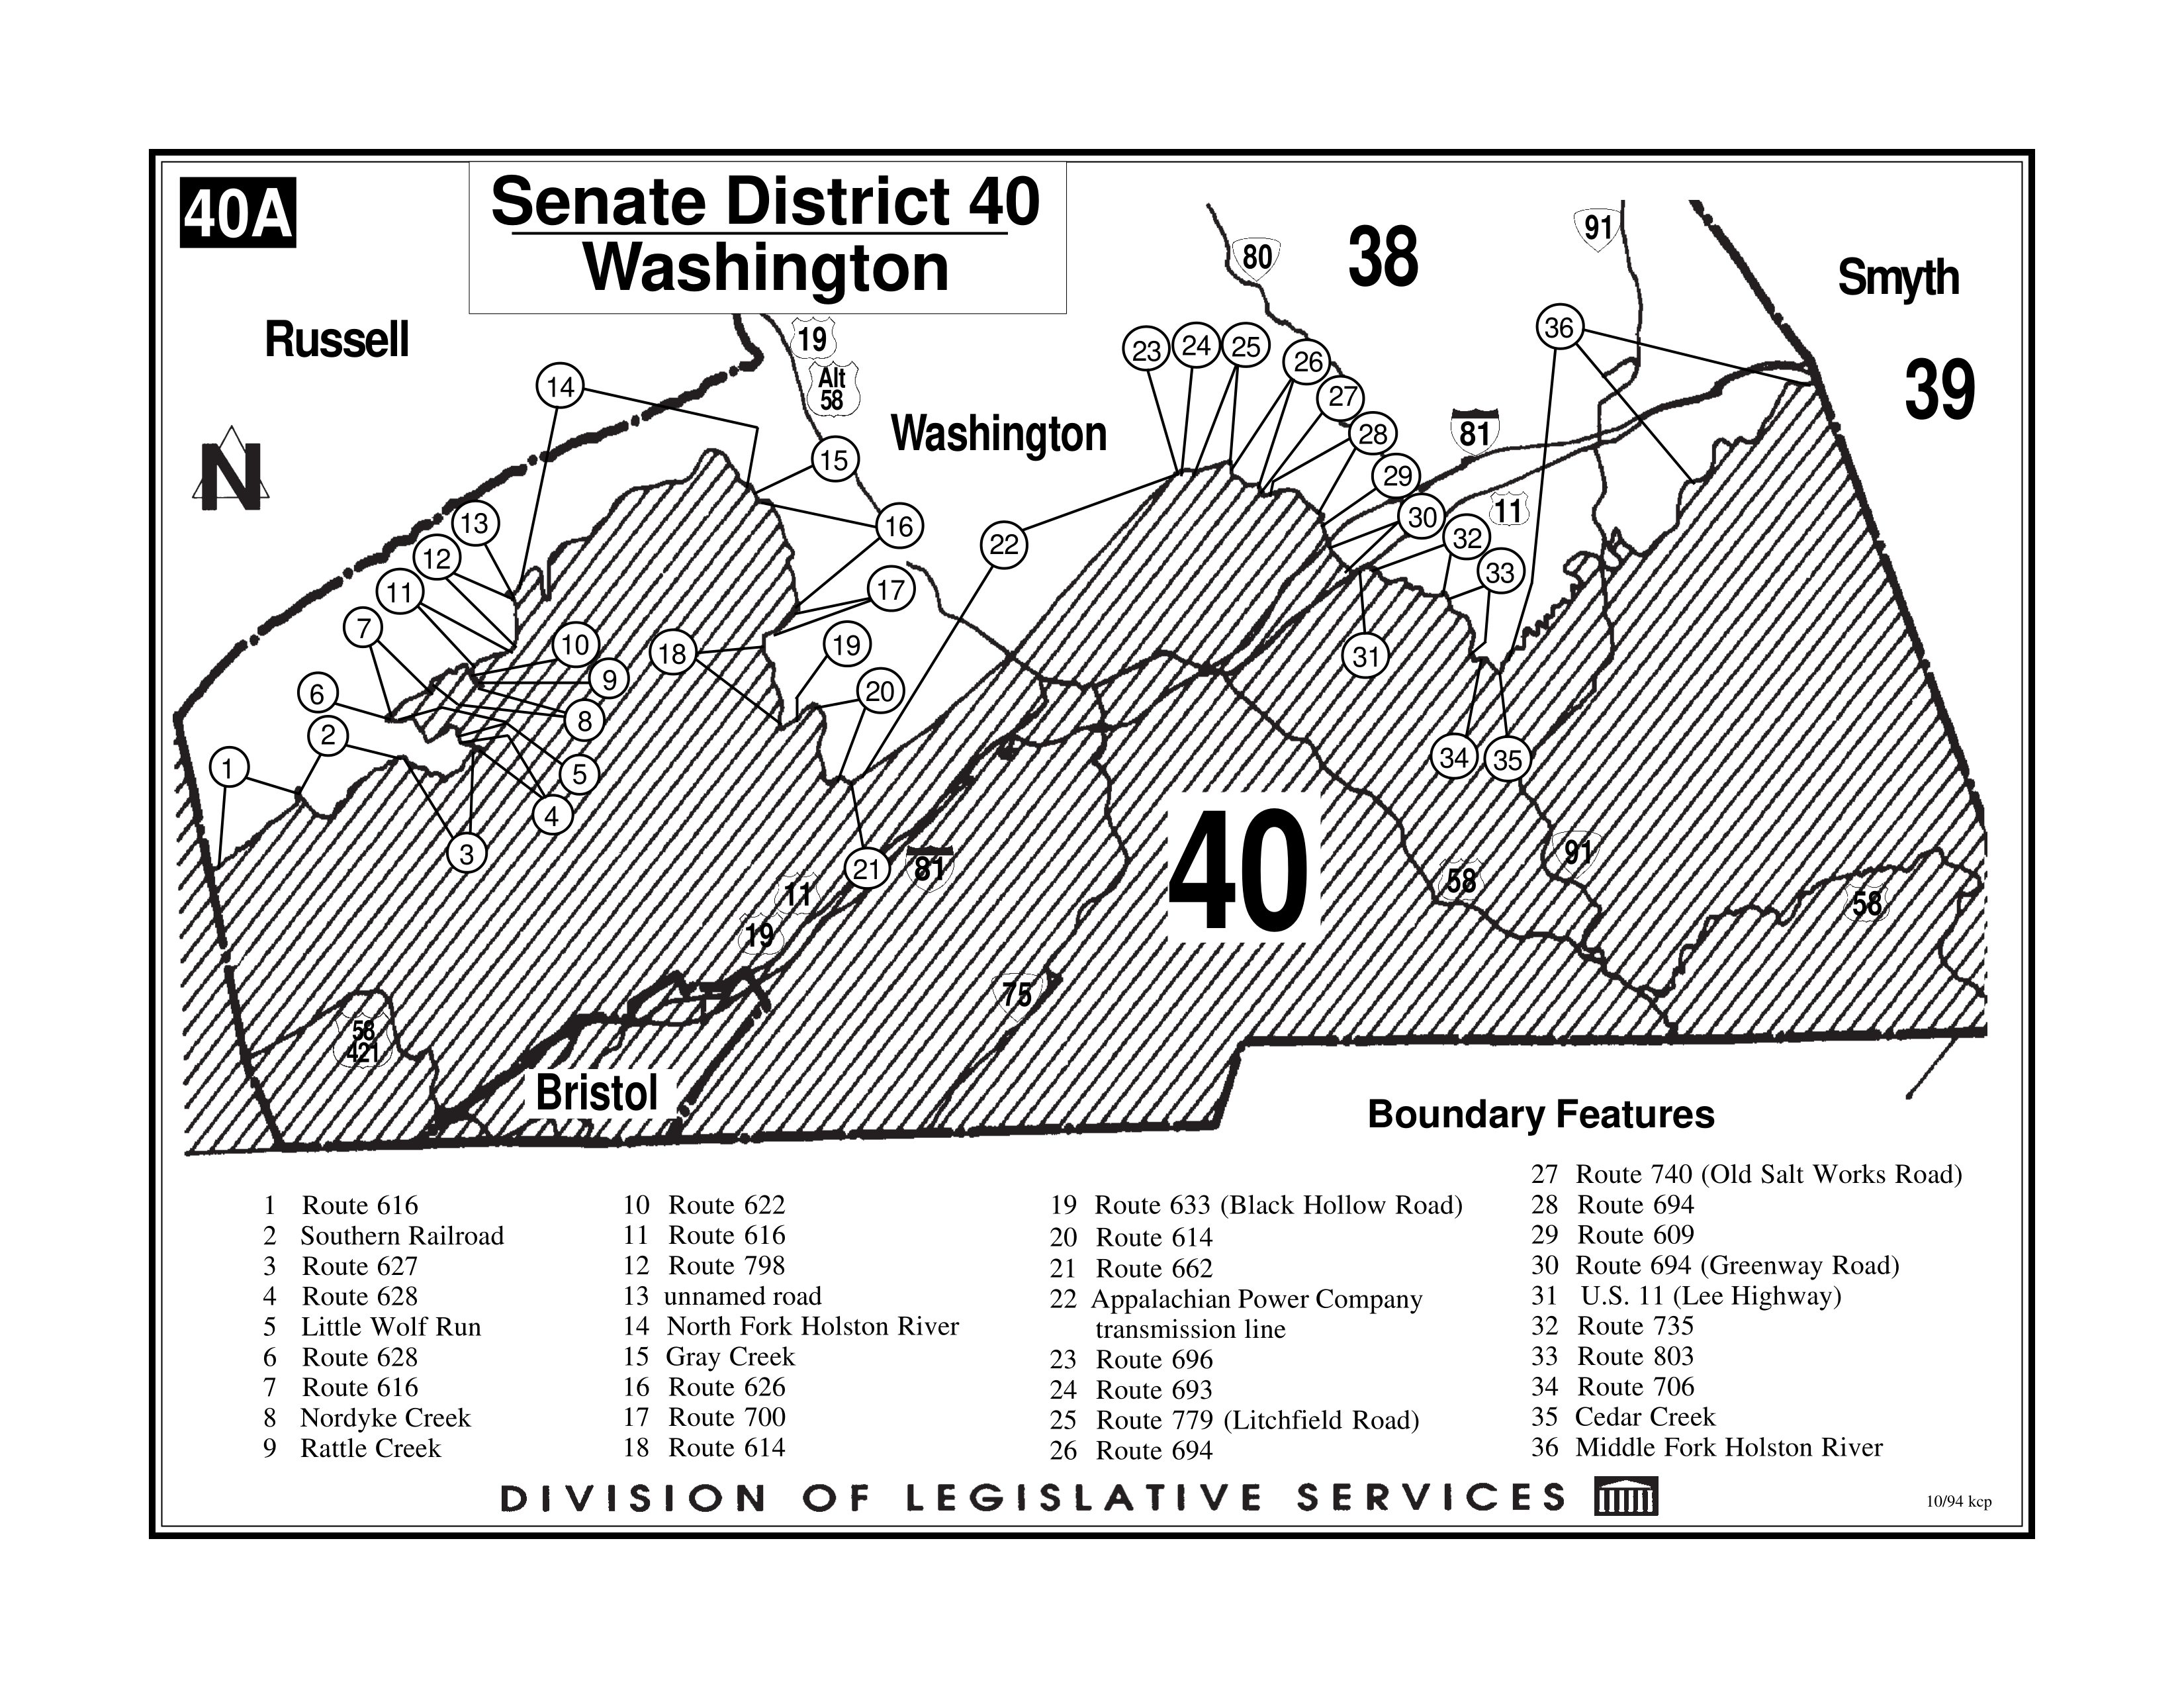 40A
Senate District 40
Washington
Russell
19
Alt
58
Washington
80
38
91
Smyth
39
N
81
11
14
15
13
12
11
16
17
7
10
18
19
9
6
8
20
2
1
5
4
3
21
22
23
24
25
26
27
28
29
30
32
33
31
36
34
35
81
11
19
40
75
58
91
58
58
421
Bristol
Boundary Features
1 Route 616
2 Southern Railroad
3 Route 627
4 Route 628
5 Little Wolf Run
6 Route 628
7 Route 616
8 Nordyke Creek
9 Rattle Creek
10 Route 622
11 Route 616
12 Route 798
13 unnamed road
14 North Fork Holston River
15 Gray Creek
16 Route 626
17 Route 700
18 Route 614
19 Route 633 (Black Hollow Road)
20 Route 614
21 Route 662
22 Appalachian Power Company
transmission line
23 Route 696
24 Route 693
25 Route 779 (Litchfield Road)
26 Route 694
27 Route 740 (Old Salt Works Road)
28 Route 694
29 Route 609
30 Route 694 (Greenway Road)
31 U.S. 11 (Lee Highway)
32 Route 735
33 Route 803
34 Route 706
35 Cedar Creek
36 Middle Fork Holston River
DIVISION OF LEGISLATIVE SERVICES
10/94 kcp